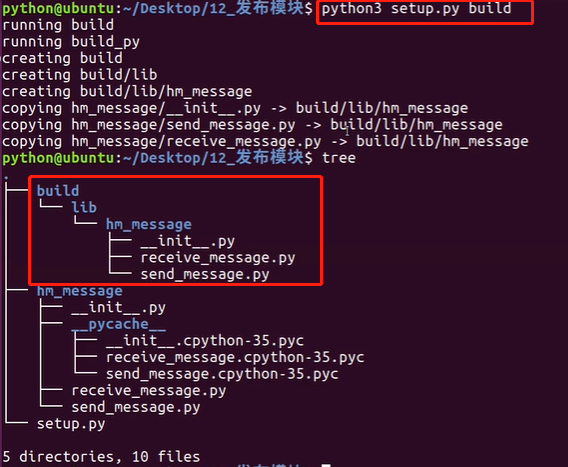 python@ubuntu:~/Desktop/12_发布模块$ python3 setup.py build
running build
running build_py
creating build
creating build/lib
creating build/lib/hm_message
copying hm_message/__init__.py -> build/lib/hm_message
copying hm_message/send_message.py -> build/lib/hm_message
copying hm_message/receive_message.py -> build/lib/hm_message
python@ubuntu:~/Desktop/12_发布模块$ tree
.
├── build
│   └── lib
│       └── hm_message
│           ├── __init__.py
│           ├── receive_message.py
│           └── send_message.py
├── hm_message
│   ├── __init__.py
│   ├── __pycache__
│   │   ├── __init__.cpython-35.pyc
│   │   ├── receive_message.cpython-35.pyc
│   │   └── send_message.cpython-35.pyc
│   ├── receive_message.py
│   └── send_message.py
└── setup.py
5 directories, 10 files